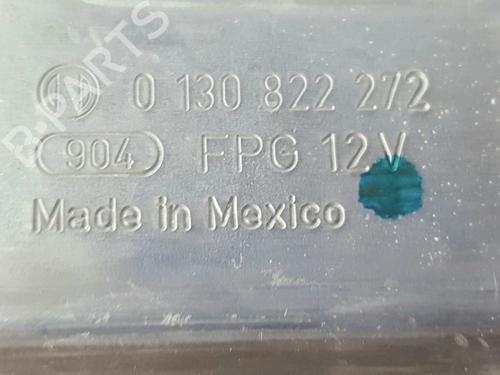 0 130 822 272
904 FPG 12V
Made in Mexico
B.PARTS